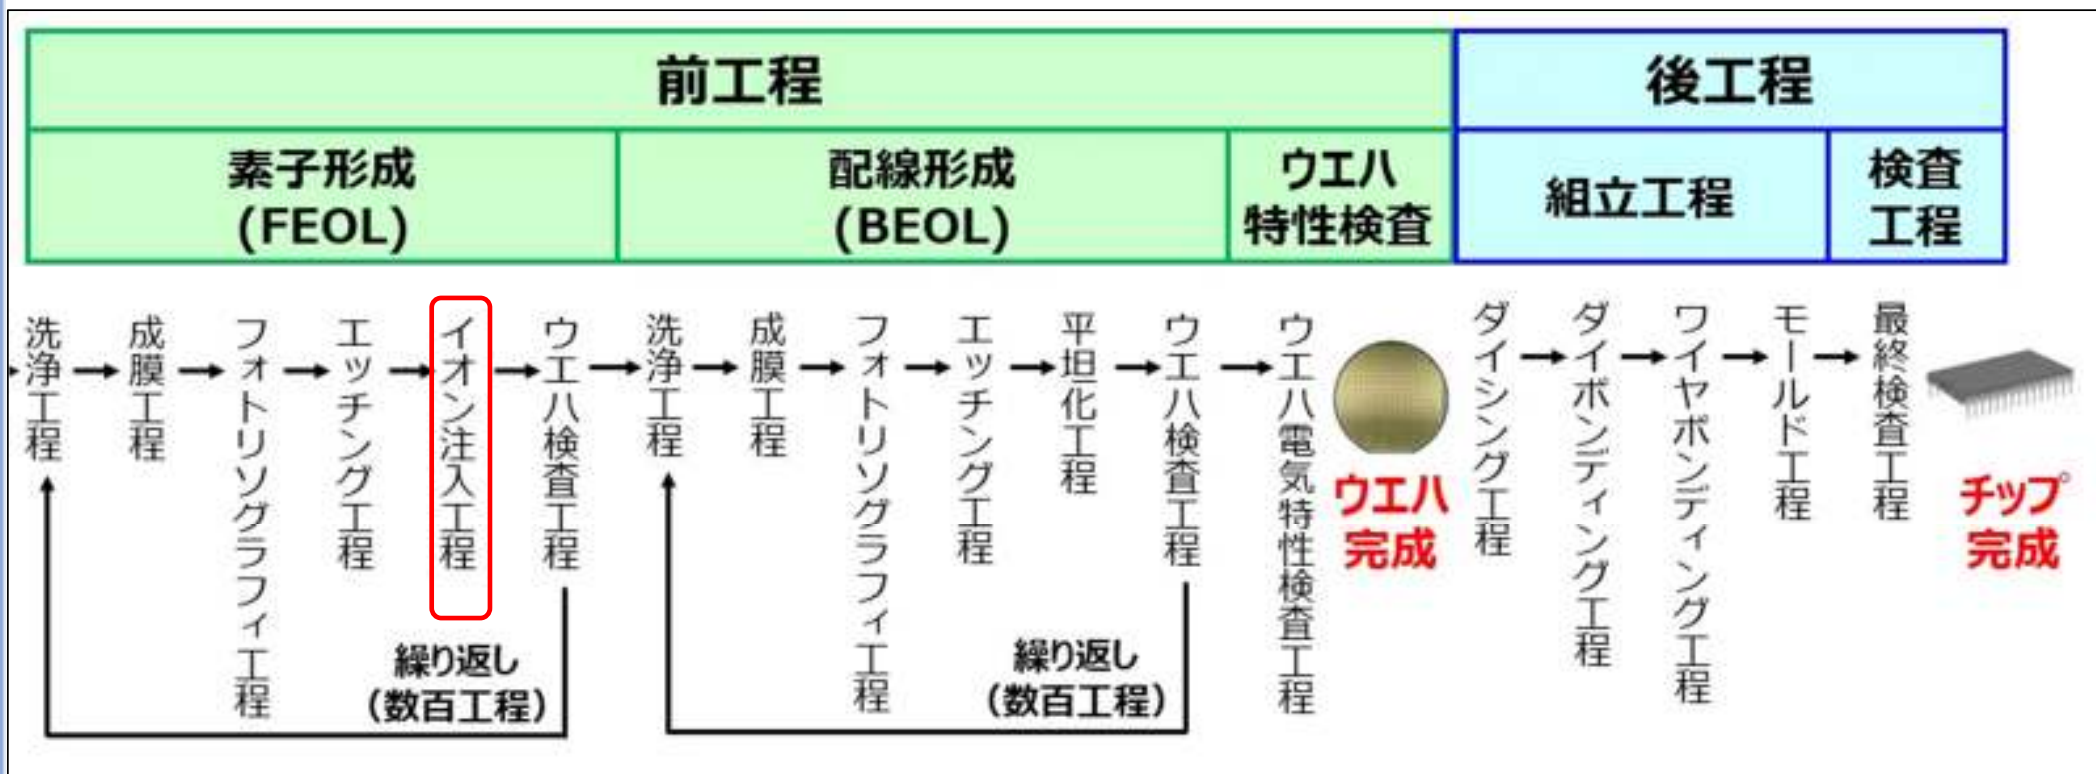 前工程
後工程
素子形成
(FEOL)
配線形成
(BEOL)
ウエハ
特性検査
組立工程
検査
工程
洗浄工程
成膜工程
フォトリソグラフィ工程
エッチング工程
イオン注入工程
ウエハ検査工程
繰り返し
(数百工程)
洗浄工程
成膜工程
フォトリソグラフィ工程
エッチング工程
平坦化工程
ウエハ検査工程
繰り返し
(数百工程)
ウエハ電気特性検査工程
ウエハ
完成
ダイシング工程
ダイボンディング工程
ワイヤボンディング工程
モールド工程
最終検査工程
チップ
完成